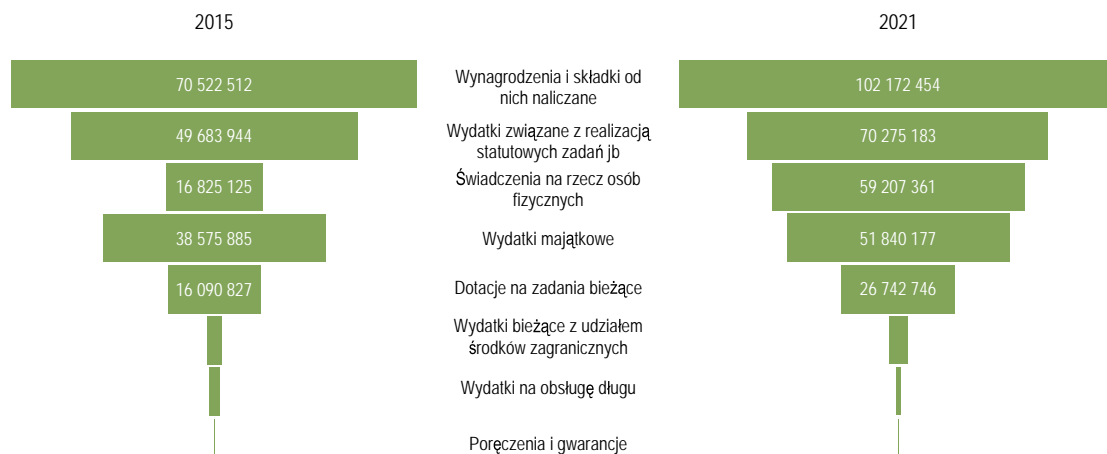 2015
2021
70 522 512
Wynagrodzenia i składki od
nich naliczane
102 172 454
49 683 944
Wydatki związane z realizacją
statutowych zadań jb
70 275 183
16 825 125
Świadczenia na rzecz osób
fizycznych
59 207 361
38 575 885
Wydatki majątkowe
51 840 177
16 090 827
Dotacje na zadania bieżące
26 742 746
Wydatki bieżące z udziałem
środków zagranicznych
Wydatki na obsługę długu
Poręczenia i gwarancje